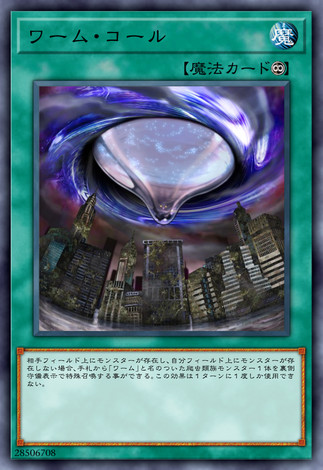 ワーム・コール
魔
【魔法カード♾】
相手フィールド上にモンスターが存在し、自分フィールド上にモンスターが存
在しない場合、手札から「ワーム」と名のついた爬虫類族モンスター1体を裏側
守備表示で特殊召喚する事ができる。この効果は1ターンに1度しか使用でき
ない。
28506708